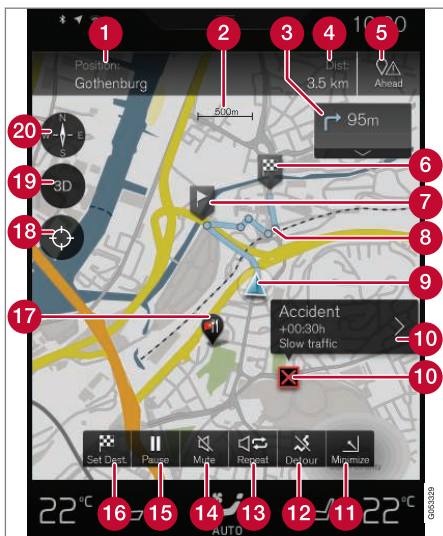 1
2
3
4
5
Position:
Gothenburg
Dist:
3.5 km
Ahead
500m
95m
20
N
W
E
S
19
3D
18
6
7
8
9
17
Accident
+00:30h
Slow traffic
10
10
Set Dest.
Pause
Mute
Repeat
Detour
Minimize
16
15
14
13
12
11
22°C
AUTO
22°C
G053329